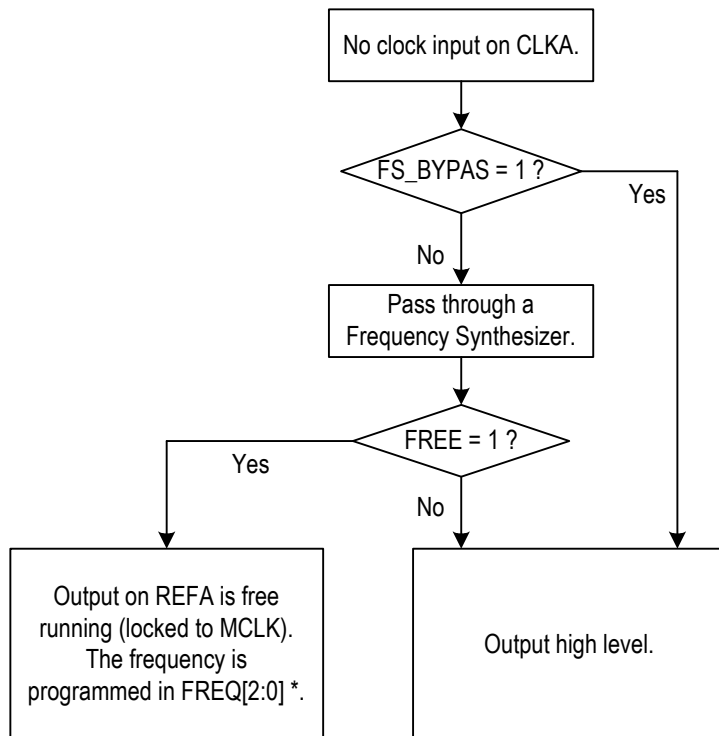 No clock input on CLKA.
FS_BYPAS = 1 ?
Yes
No
Pass through a
Frequency Synthesizer.
FREE = 1 ?
Yes
No
Output on REFA is free
running (locked to MCLK).
The frequency is
programmed in FREQ[2:0] *.
Output high level.